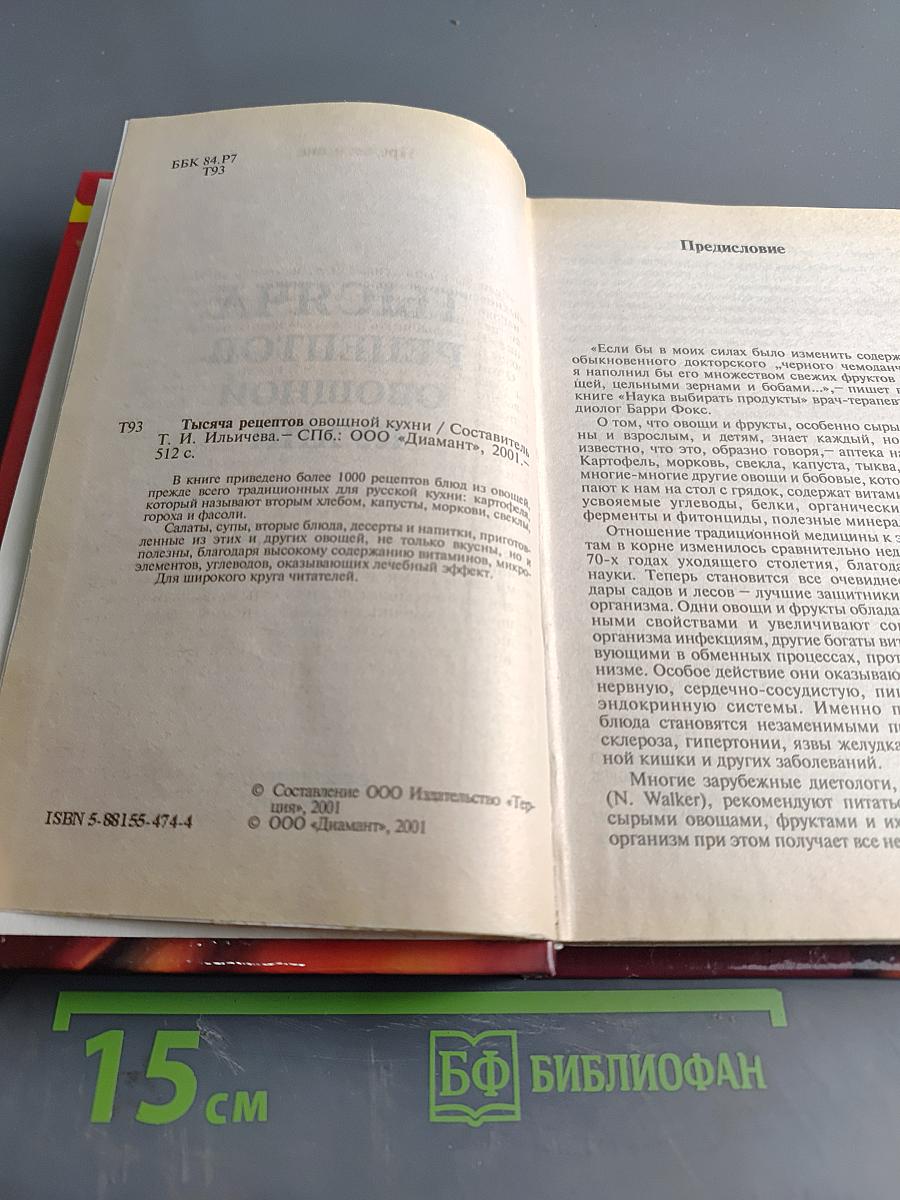 ББК 84.Р7
Т93
Т93 Тысяча рецептов овощной кухни / Составитель
Т. И. Ильичева.— СПб.: ООО «Диамант», 2001.—
512 с.
В книге приведено более 1000 рецептов блюд из овощей,
прежде всего традиционных для русской кухни: картофеля,
который называют вторым хлебом, капусты, моркови, свеклы,
гороха и фасоли.
Салаты, супы, вторые блюда, десерты и напитки, приготов-
ленные из этих и других овощей, не только вкусны, но и
полезны, благодаря высокому содержанию витаминов, микро-
элементов, углеводов, оказывающих лечебный эффект.
Для широкого круга читателей.
© Составление ООО Издательство «Тер-
ция», 2001
ISBN 5-88155-474-4
© ООО «Диамант», 2001
Предисловие
«Если бы в моих силах было изменить содерж
обыкновенного докторского „черного чемоданч
я наполнил бы его множеством свежих фруктов
щей, цельными зернами и бобами...»,— пишет в
книге «Наука выбирать продукты» врач-терапевт
диолог Барри Фокс.
О том, что овощи и фрукты, особенно сыры
ны и взрослым, и детям, знает каждый, но
известно, что это, образно говоря,— аптека на
Картофель, морковь, свекла, капуста, тыква,
многие-многие другие овощи и бобовые, кото
пают к нам на стол с грядок, содержат витами
усвояемые углеводы, белки, органически
ферменты и фитонциды, полезные минера
Отношение традиционной медицины к э
там в корне изменилось сравнительно нед
70-х годах уходящего столетия, благода
науки. Теперь становится все очевидне
дары садов и лесов — лучшие защитники
организма. Одни овощи и фрукты облада
ными свойствами и увеличивают соп
организма инфекциям, другие богаты вит
вующими в обменных процессах, прот
низме. Особое действие они оказываю
нервную, сердечно-сосудистую, пищ
эндокринную системы. Именно п
блюда становятся незаменимыми п
склероза, гипертонии, язвы желудка
ной кишки и других заболеваний.
Многие зарубежные диетологи,
(N. Walker), рекомендуют питать
сырыми овощами, фруктами и их
организм при этом получает все не
15 см
БФ БИБЛИОФАН